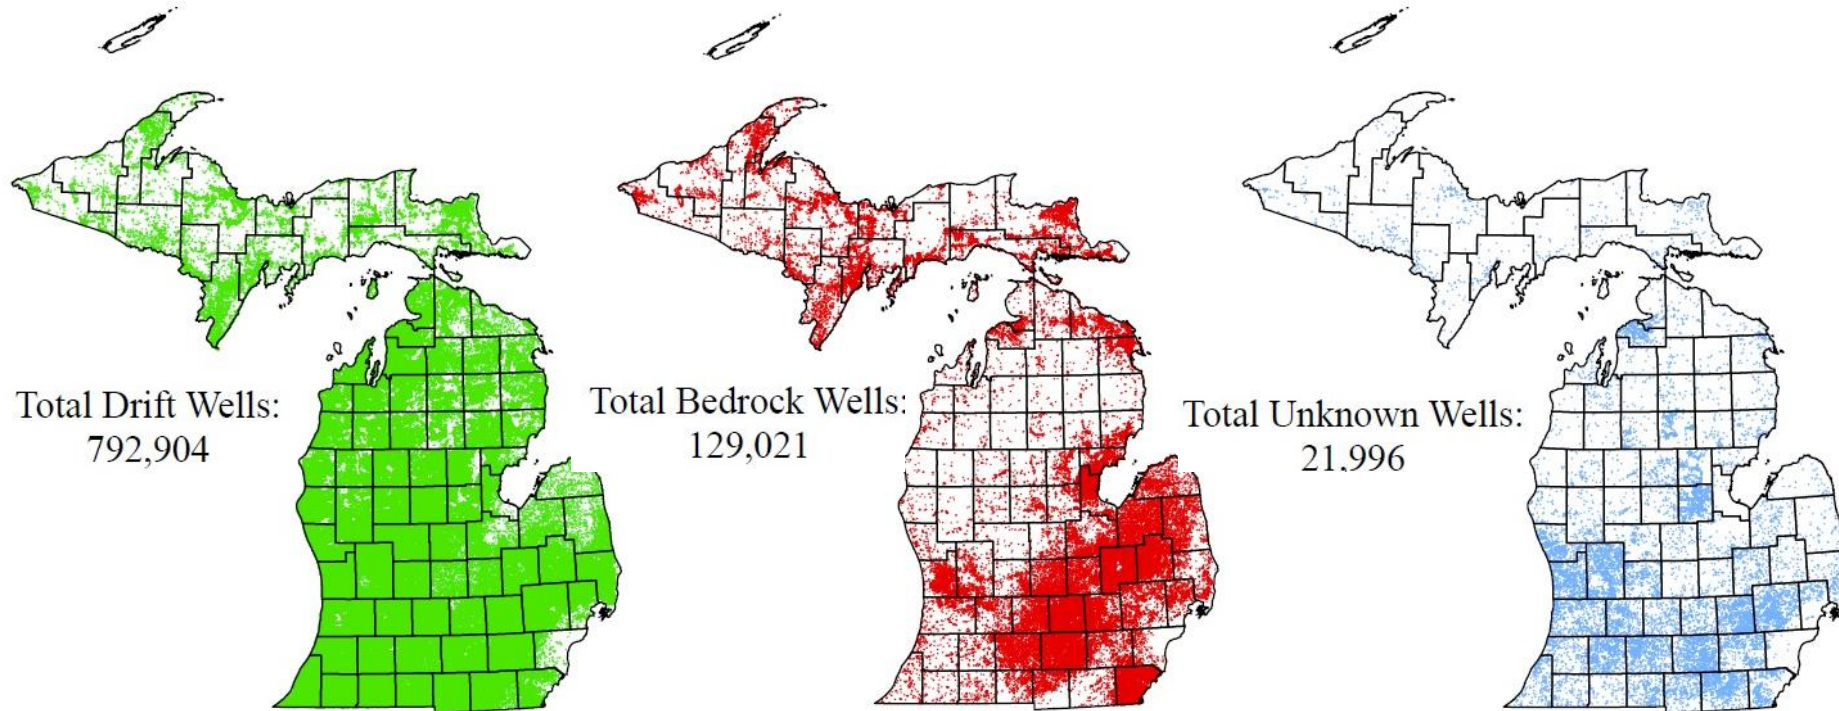 Total Drift Wells:
792,904
Total Bedrock Wells:
129,021
Total Unknown Wells:
21,996